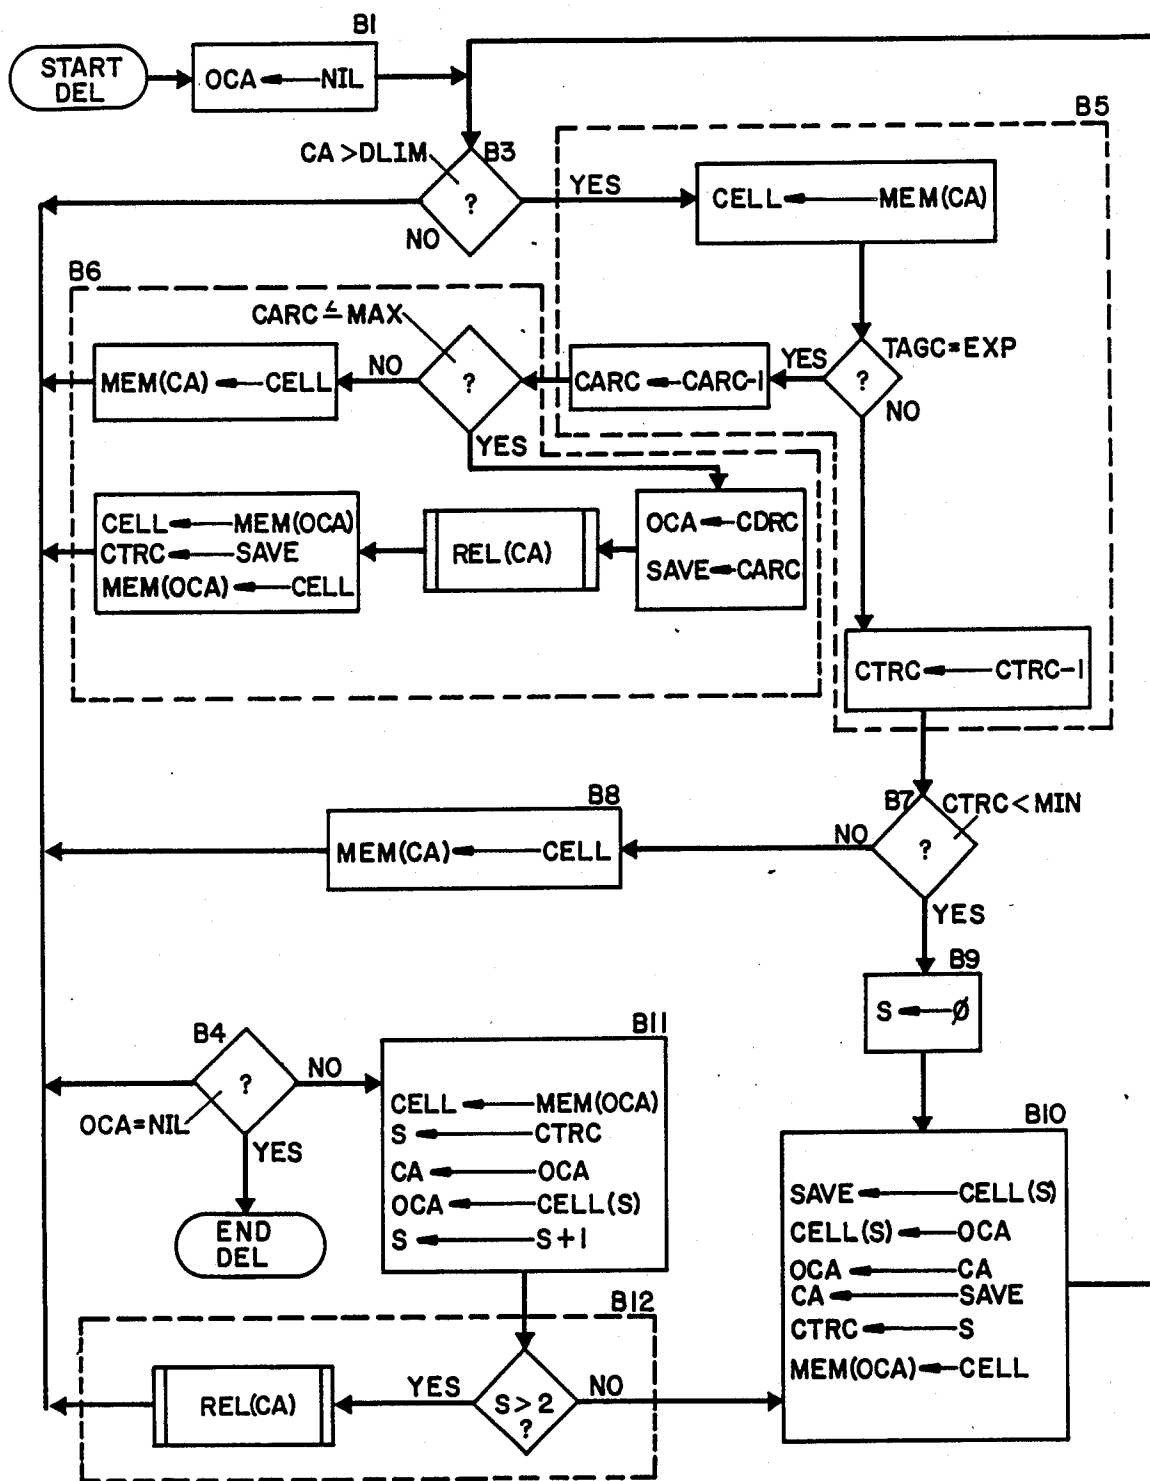 B1
START
DEL
OCA ← NIL
B5
CA > DLIM
B3
?
YES
NO
CELL ← MEM(CA)
B6
CARC ≤ MAX
?
NO
YES
MEM(CA) ← CELL
TAGC=EXP
YES
?
NO
CARC ← CARC-1
CELL ← MEM(OCA)
CTRC ← SAVE
MEM(OCA) ← CELL
REL(CA)
OCA ← CDRC
SAVE ← CARC
CTRC ← CTRC-1
B7
CTRC < MIN
NO
?
YES
B8
MEM(CA) ← CELL
B9
S ← Ø
B4
?
NO
OCA=NIL
YES
END
DEL
B11
CELL ← MEM(OCA)
S ← CTRC
CA ← OCA
OCA ← CELL(S)
S ← S+1
B10
SAVE ← CELL(S)
CELL(S) ← OCA
OCA ← CA
CA ← SAVE
CTRC ← S
MEM(OCA) ← CELL
B12
REL(CA)
YES
S > 2
?
NO